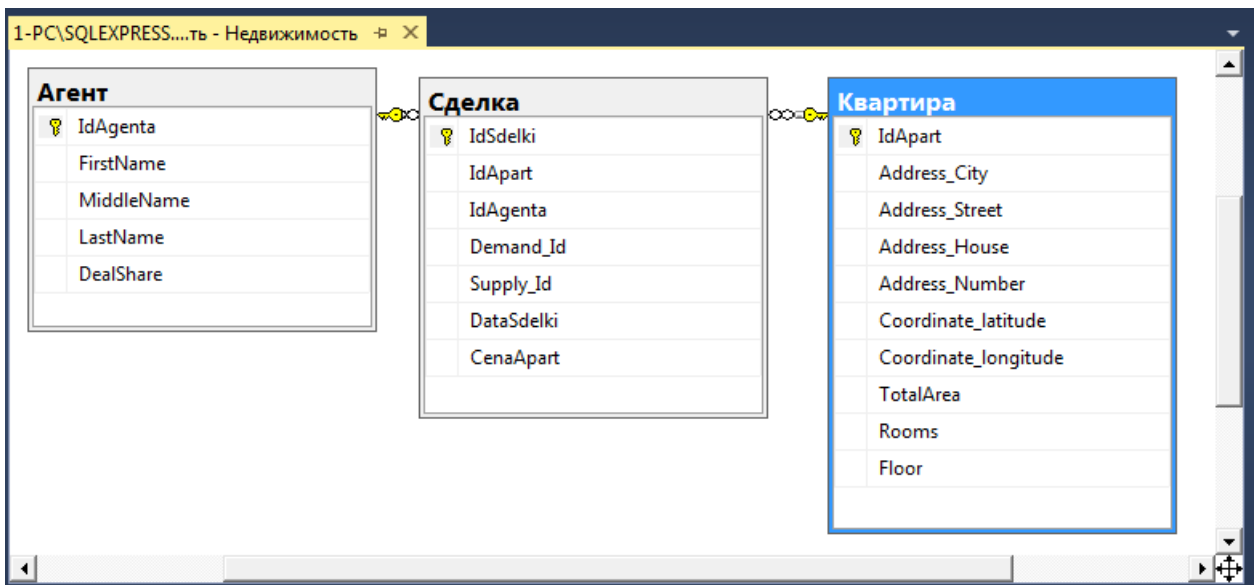 1-PC\SQLEXPRESS....ть - Недвижимость
Агент
IdAgenta
FirstName
MiddleName
LastName
DealShare
Сделка
IdSdelki
IdApart
IdAgenta
Demand_Id
Supply_Id
DataSdelki
CenaApart
Квартира
IdApart
Address_City
Address_Street
Address_House
Address_Number
Coordinate_latitude
Coordinate_longitude
TotalArea
Rooms
Floor